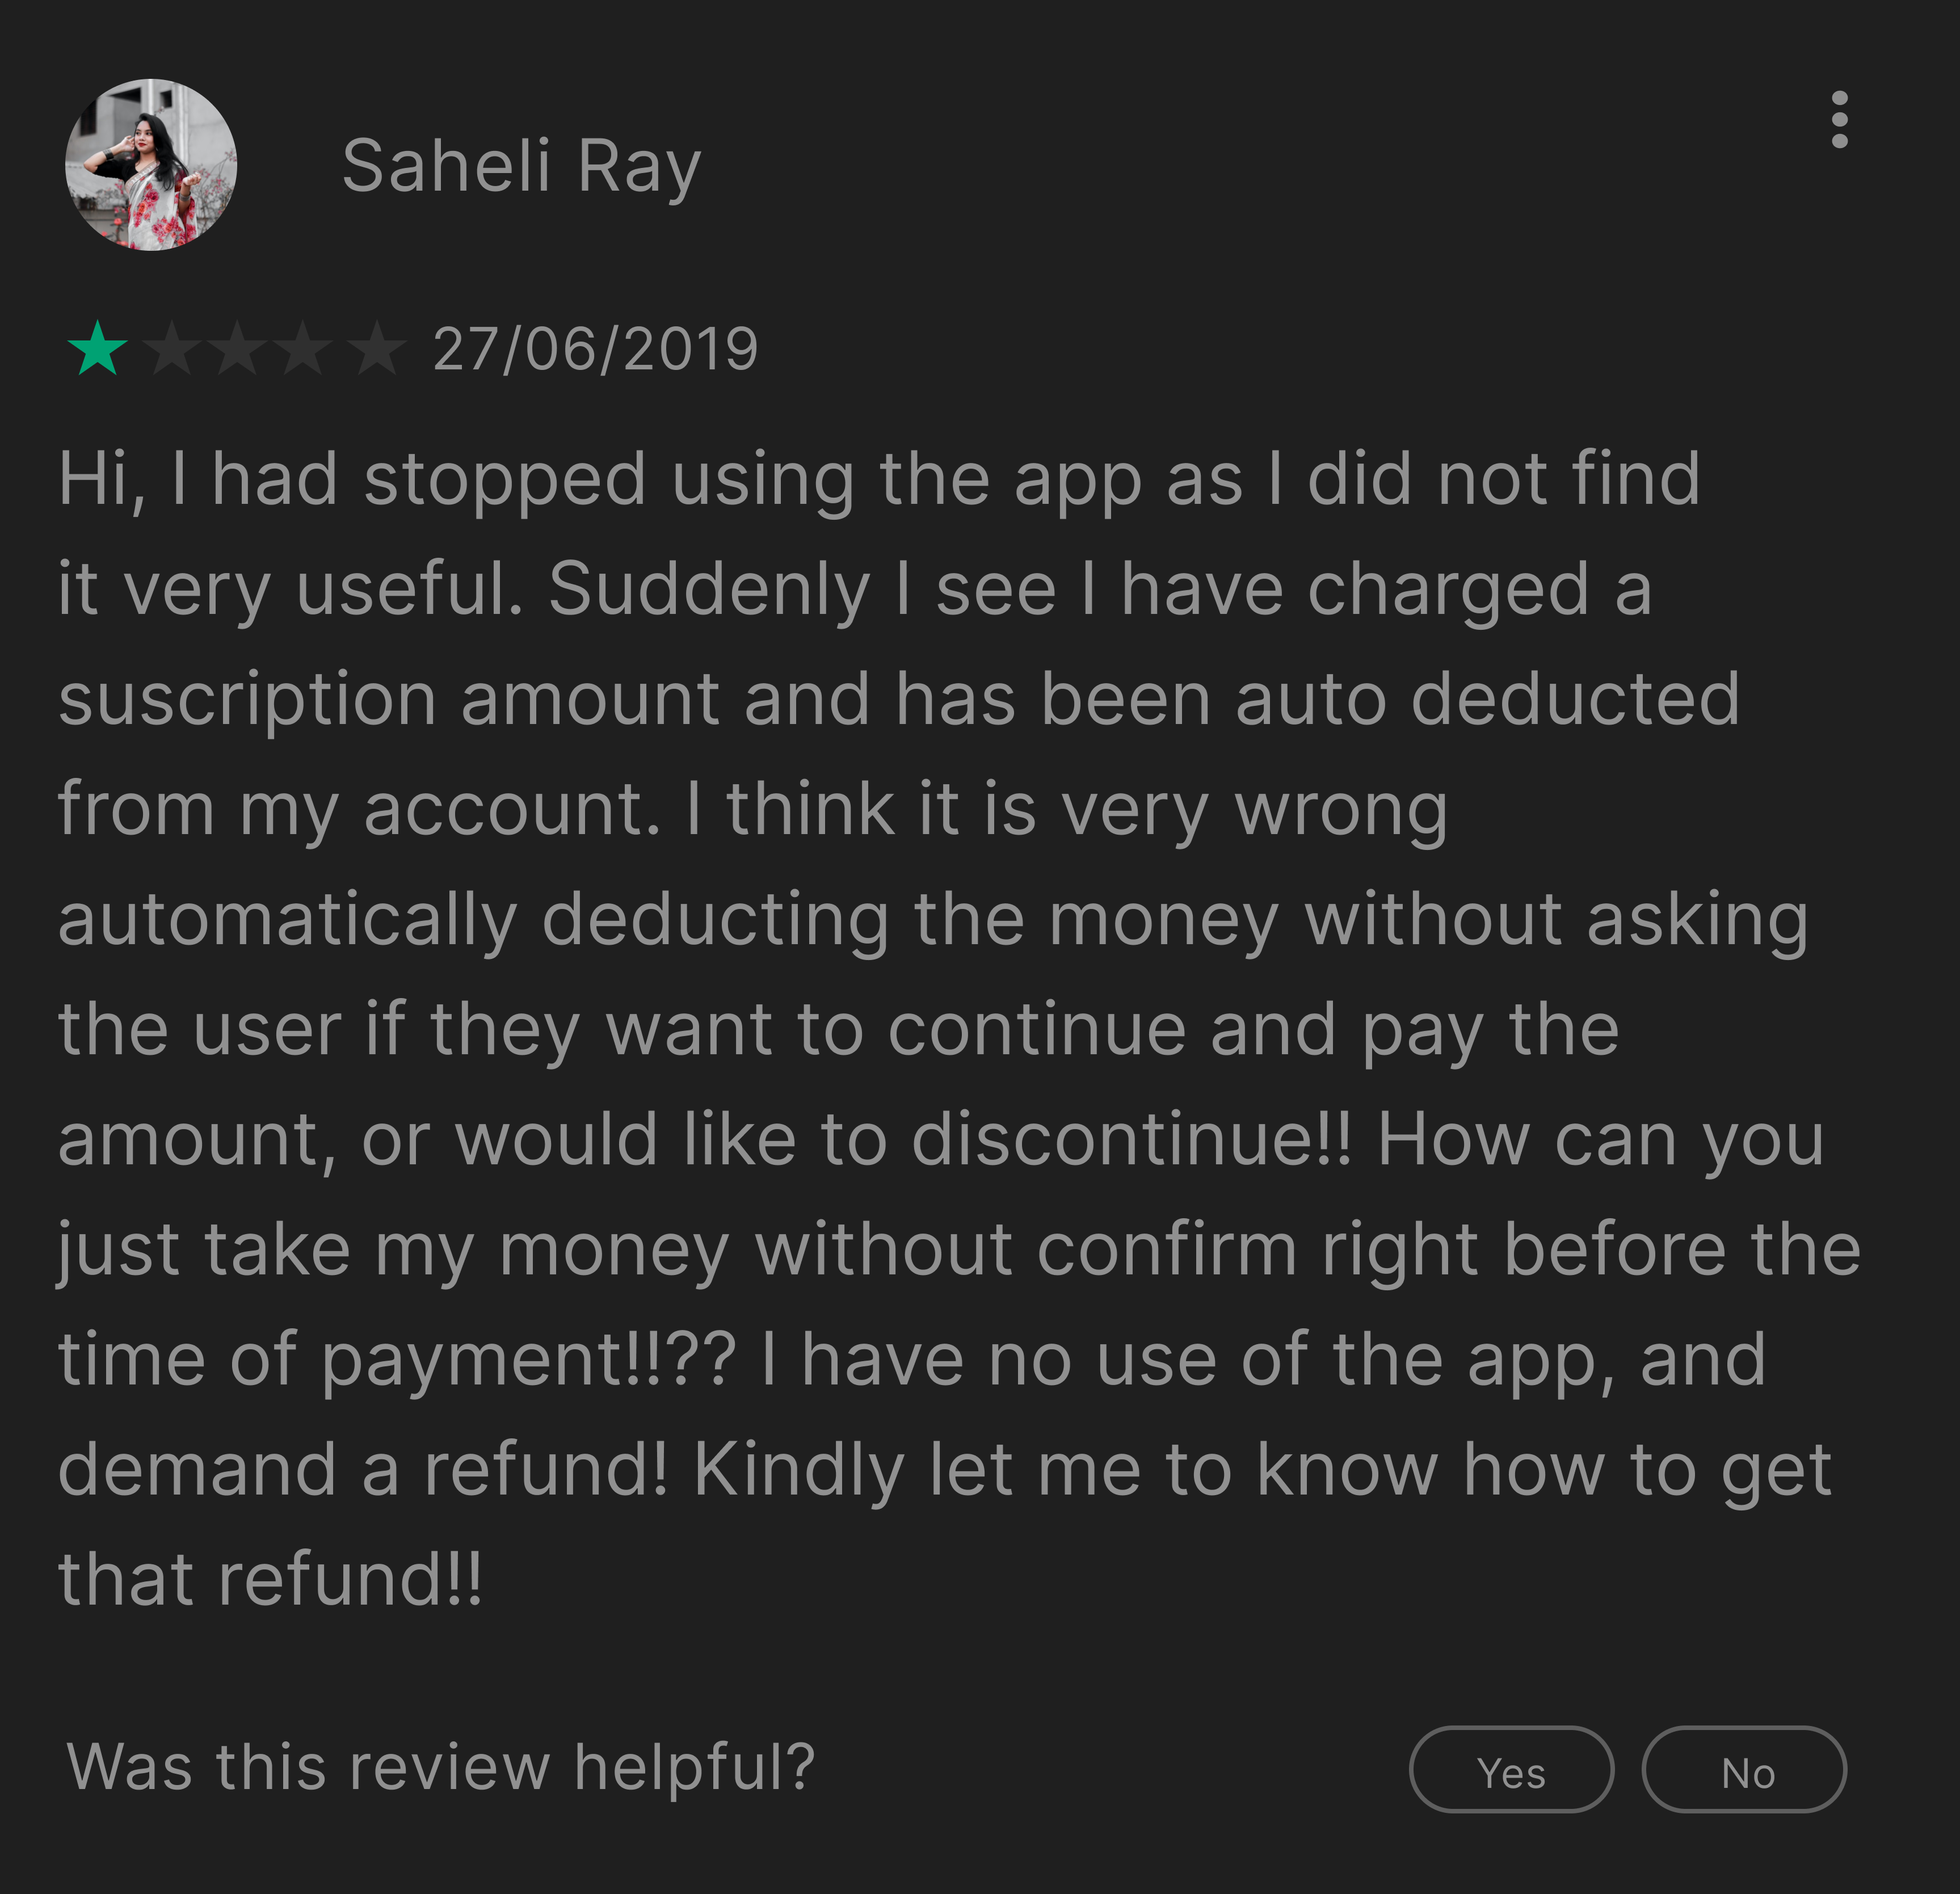 Saheli Ray
27/06/2019
Hi, I had stopped using the app as I did not find
it very useful. Suddenly I see I have charged a
suscription amount and has been auto deducted
from my account. I think it is very wrong
automatically deducting the money without asking
the user if they want to continue and pay the
amount, or would like to discontinue!! How can you
just take my money without confirm right before the
time of payment!!?? I have no use of the app, and
demand a refund! Kindly let me to know how to get
that refund!!
Was this review helpful?
Yes
No